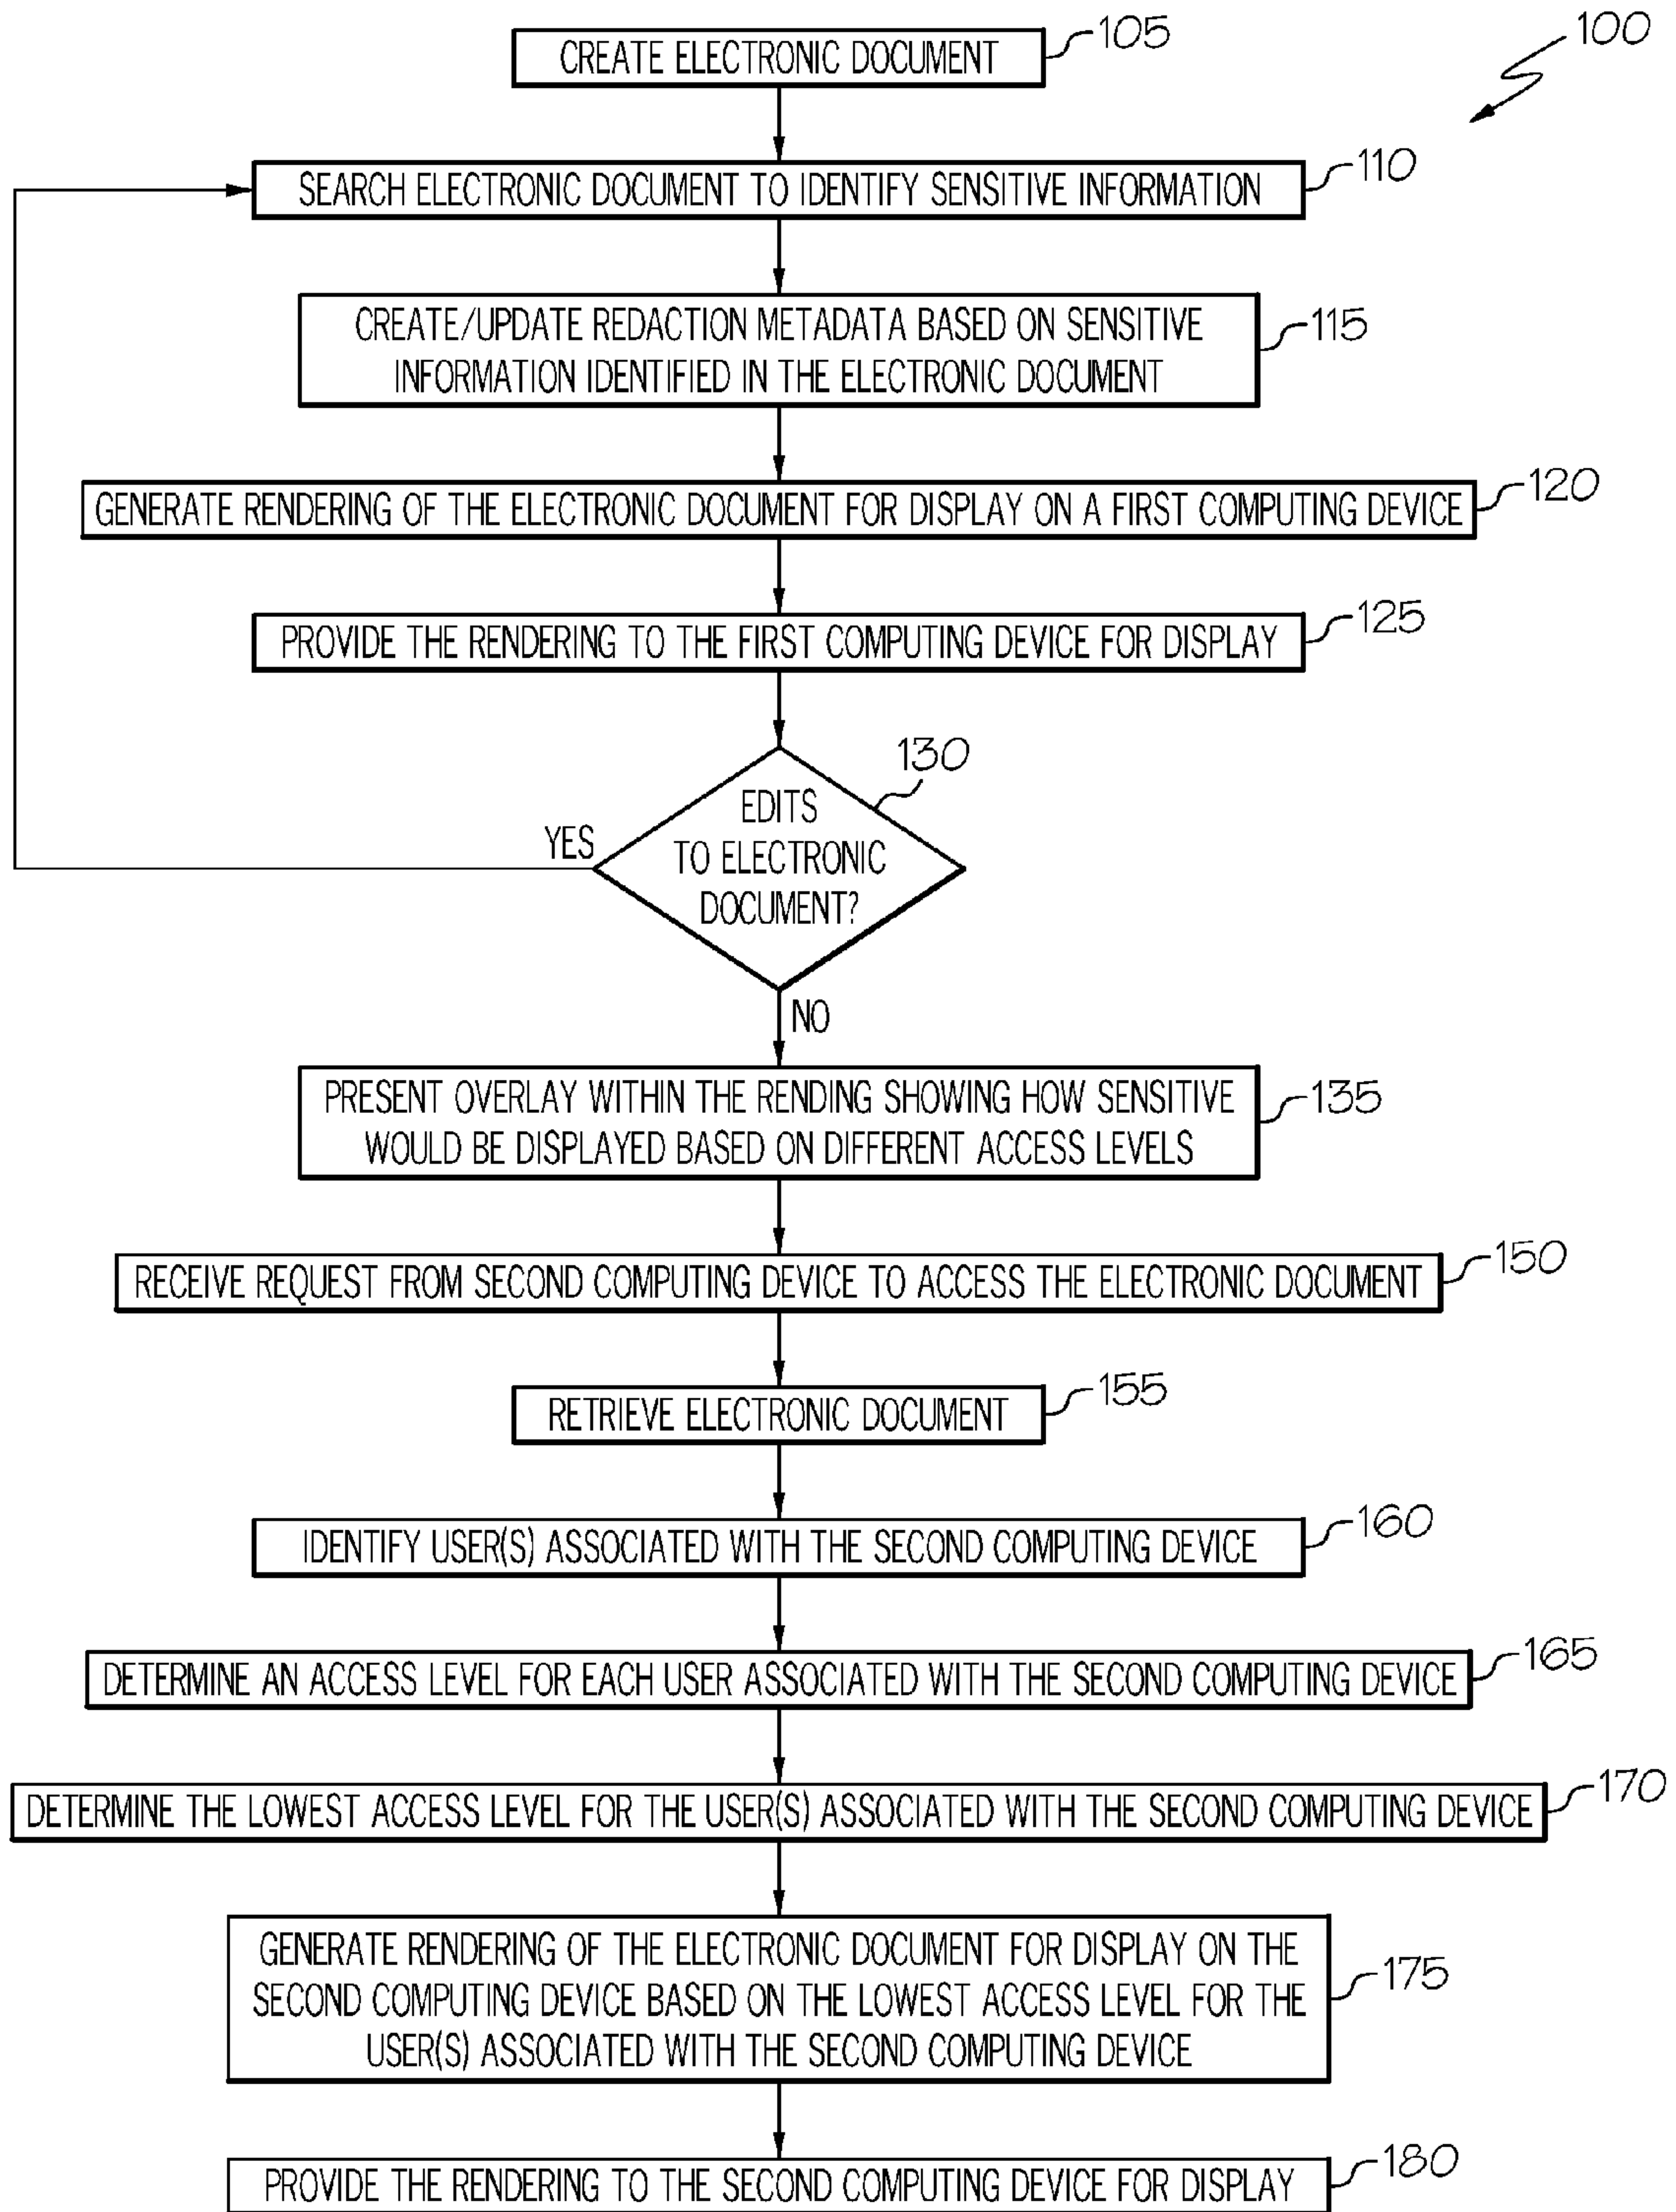 CREATE ELECTRONIC DOCUMENT
105
100
SEARCH ELECTRONIC DOCUMENT TO IDENTIFY SENSITIVE INFORMATION
110
CREATE/UPDATE REDACTION METADATA BASED ON SENSITIVE
INFORMATION IDENTIFIED IN THE ELECTRONIC DOCUMENT
115
GENERATE RENDERING OF THE ELECTRONIC DOCUMENT FOR DISPLAY ON A FIRST COMPUTING DEVICE
120
PROVIDE THE RENDERING TO THE FIRST COMPUTING DEVICE FOR DISPLAY
125
130
EDITS
TO ELECTRONIC
DOCUMENT?
YES
NO
PRESENT OVERLAY WITHIN THE RENDING SHOWING HOW SENSITIVE
WOULD BE DISPLAYED BASED ON DIFFERENT ACCESS LEVELS
135
RECEIVE REQUEST FROM SECOND COMPUTING DEVICE TO ACCESS THE ELECTRONIC DOCUMENT
150
RETRIEVE ELECTRONIC DOCUMENT
155
IDENTIFY USER(S) ASSOCIATED WITH THE SECOND COMPUTING DEVICE
160
DETERMINE AN ACCESS LEVEL FOR EACH USER ASSOCIATED WITH THE SECOND COMPUTING DEVICE
165
DETERMINE THE LOWEST ACCESS LEVEL FOR THE USER(S) ASSOCIATED WITH THE SECOND COMPUTING DEVICE
170
GENERATE RENDERING OF THE ELECTRONIC DOCUMENT FOR DISPLAY ON THE
SECOND COMPUTING DEVICE BASED ON THE LOWEST ACCESS LEVEL FOR THE
USER(S) ASSOCIATED WITH THE SECOND COMPUTING DEVICE
175
PROVIDE THE RENDERING TO THE SECOND COMPUTING DEVICE FOR DISPLAY
180